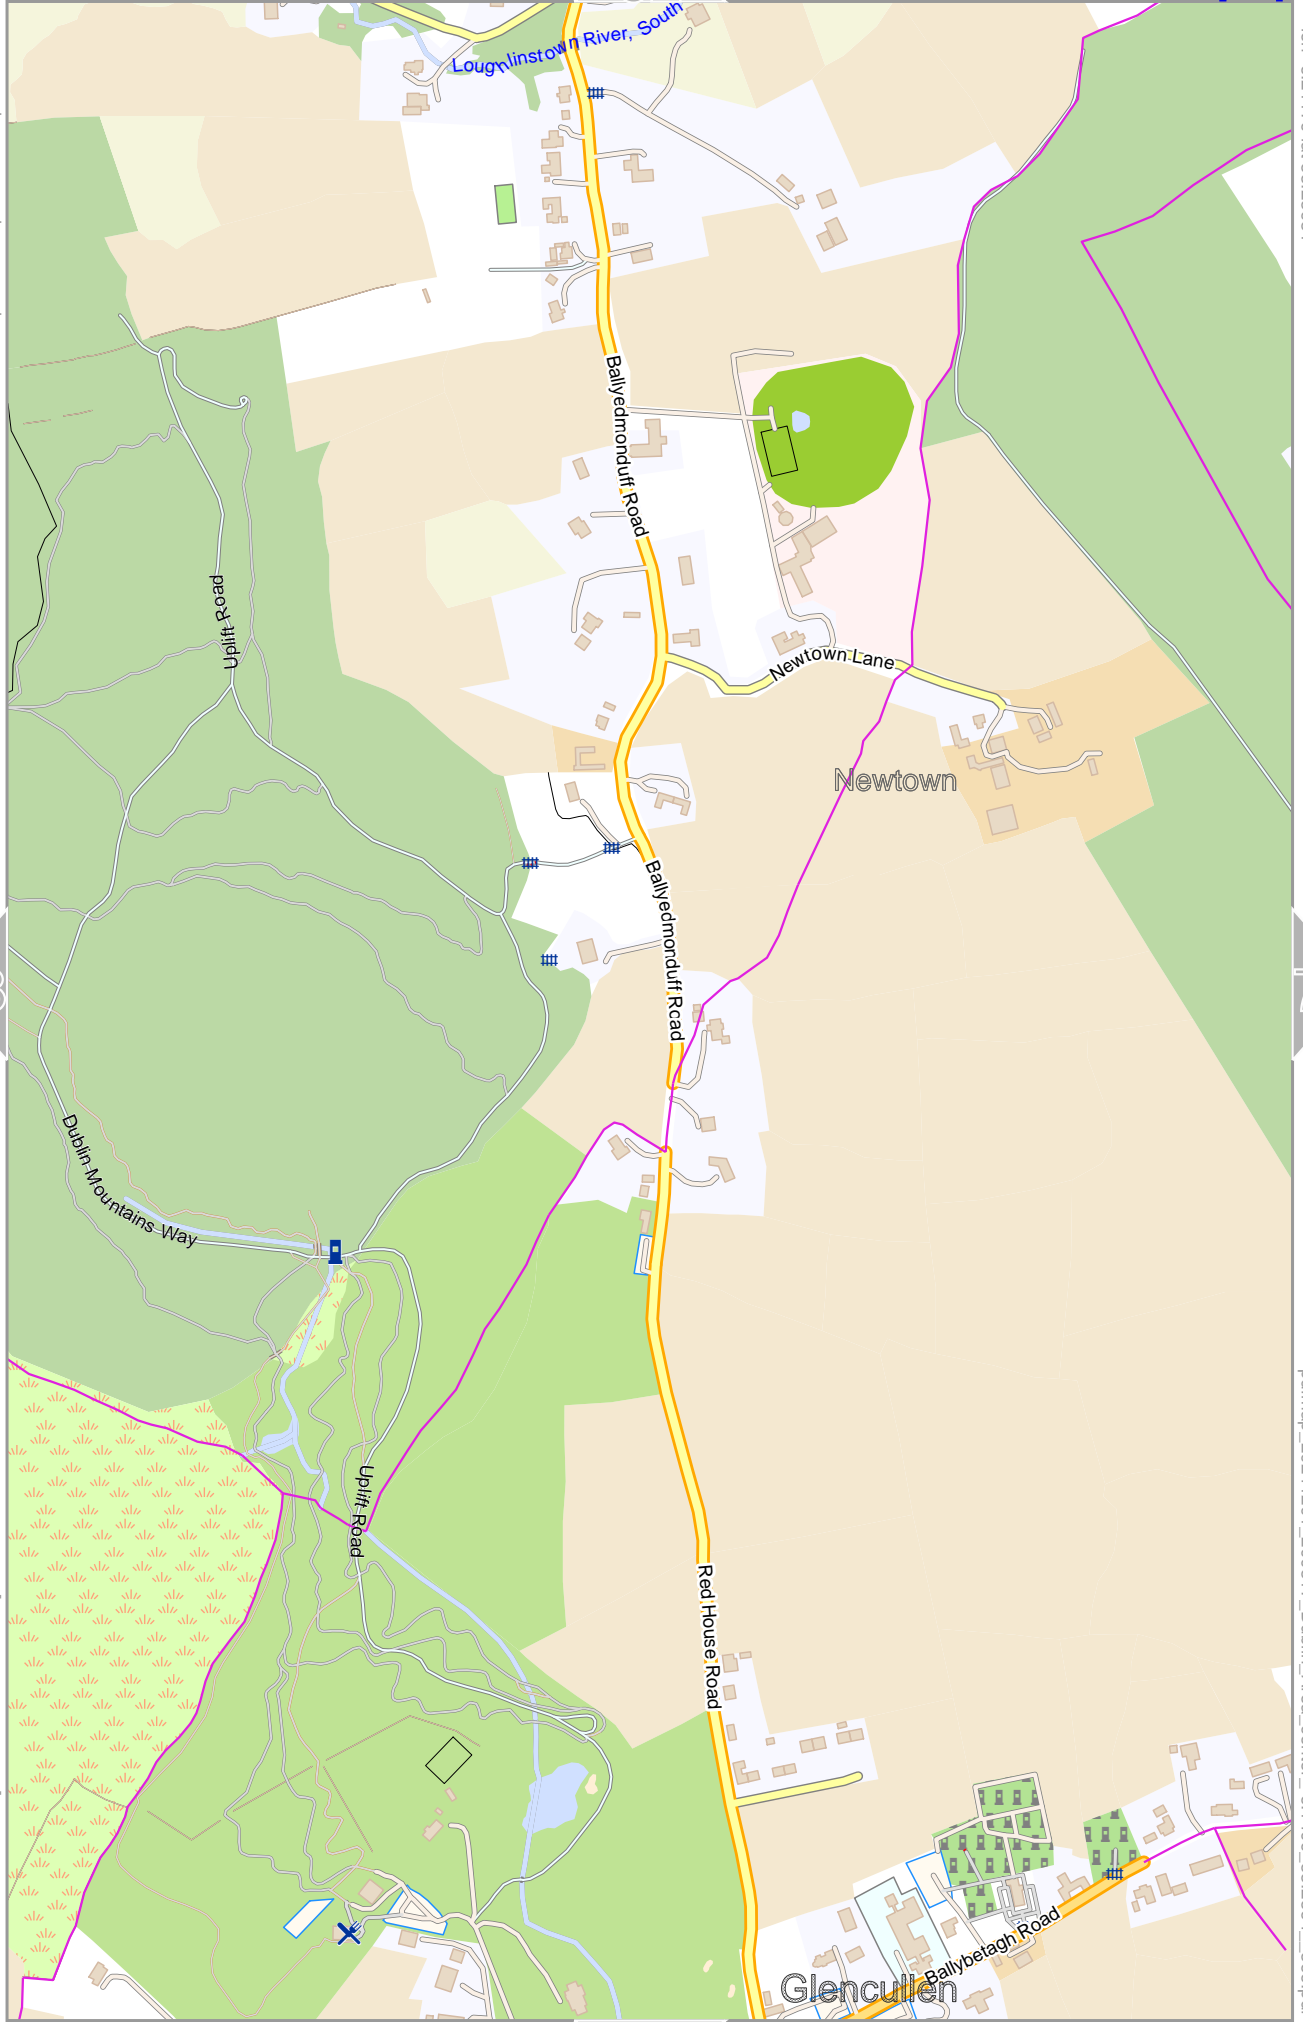 Loughlinstown River, South
Ballyedmonduff Road
Uplift Road
Newtown Lane
Newtown
Ballyedmonduff Road
Dublin Mountains Way
Uplift Road
Red House Road
Ballybetagh Road
Glencullen